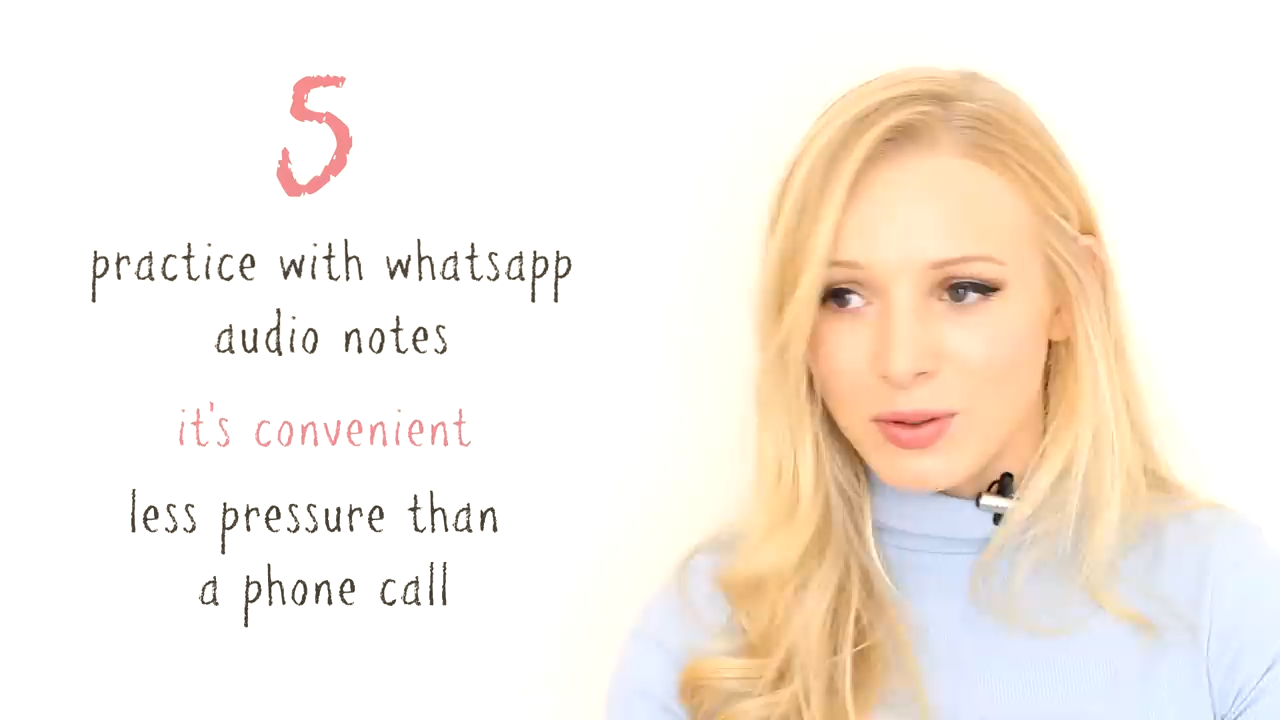 5
practice with whatsapp
audio notes
it's convenient
less pressure than
a phone call